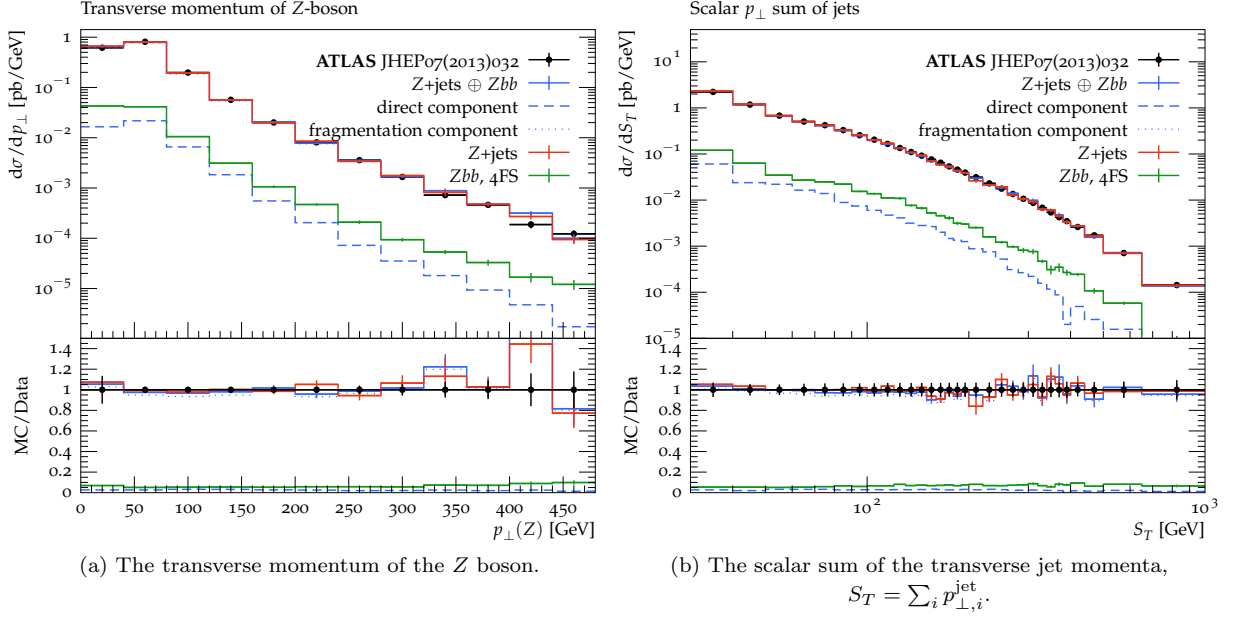 Transverse momentum of Z-boson
dσ/dp⊥ [pb/GeV]
1
10⁻¹
10⁻²
10⁻³
10⁻⁴
10⁻⁵
ATLAS JHEP07(2013)032
Z+jets ⊕ Zbb
direct component
fragmentation component
Z+jets
Zbb, 4FS
MC/Data
1.4
1.2
1
0.8
0.6
0.4
0.2
0
0 50 100 150 200 250 300 350 400 450
p⊥(Z) [GeV]
(a) The transverse momentum of the Z boson.
Scalar p⊥ sum of jets
dσ/dS_T [pb/GeV]
10¹
1
10⁻¹
10⁻²
10⁻³
10⁻⁴
10⁻⁵
ATLAS JHEP07(2013)032
Z+jets ⊕ Zbb
direct component
fragmentation component
Z+jets
Zbb, 4FS
MC/Data
1.4
1.2
1
0.8
0.6
0.4
0.2
0
10² 10³
S_T [GeV]
(b) The scalar sum of the transverse jet momenta,
S_T = ∑_i p_{⊥,i}^{jet}.